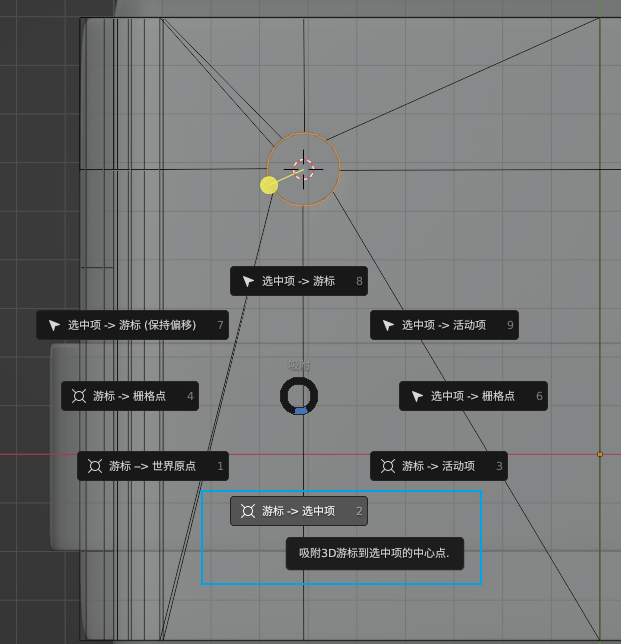 选中项 -> 游标 8
选中项 -> 游标 (保持偏移) 7
选中项 -> 活动项 9
吸附
游标 -> 栅格点 4
选中项 -> 栅格点 6
游标 –> 世界原点 1
游标 -> 活动项 3
游标 -> 选中项 2
吸附3D游标到选中项的中心点.